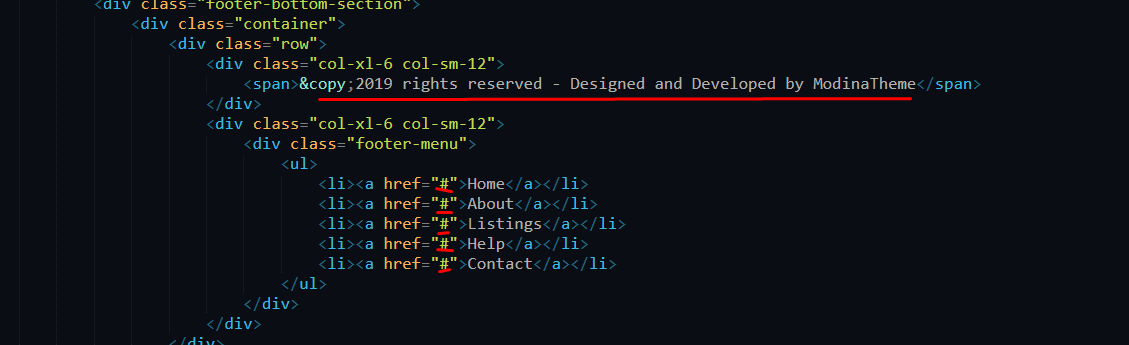 <div class="footer-bottom-section">
<div class="container">
<div class="row">
<div class="col-xl-6 col-sm-12">
<span>&copy;2019 rights reserved - Designed and Developed by ModinaTheme</span>
</div>
<div class="col-xl-6 col-sm-12">
<div class="footer-menu">
<ul>
<li><a href="#">Home</a></li>
<li><a href="#">About</a></li>
<li><a href="#">Listings</a></li>
<li><a href="#">Help</a></li>
<li><a href="#">Contact</a></li>
</ul>
</div>
</div>
</div>